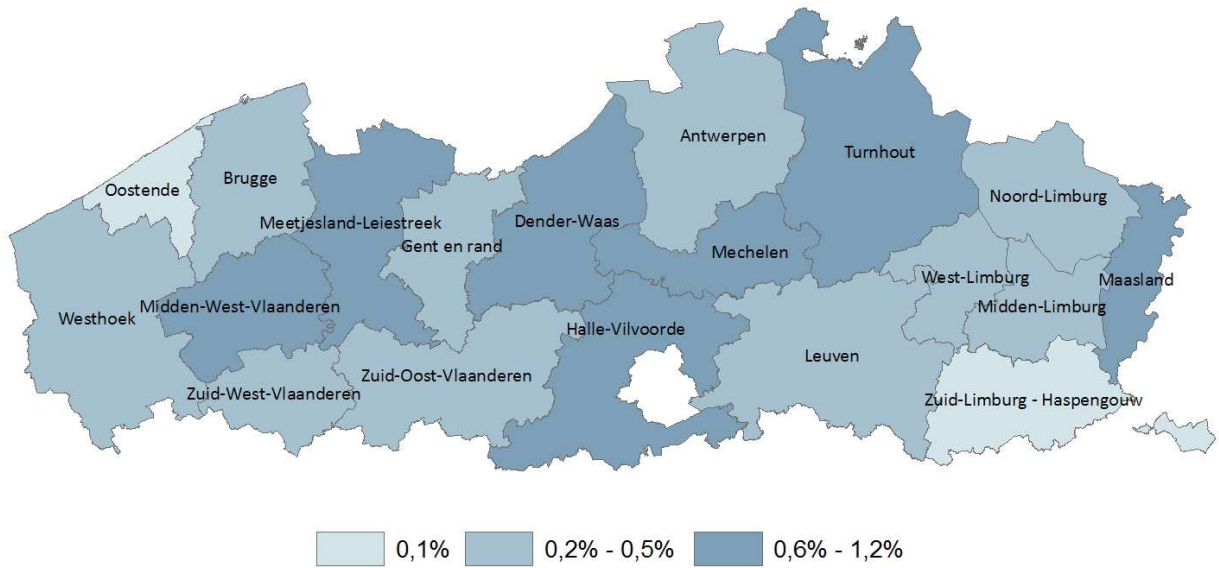 Antwerpen
Turnhout
Brugge
Oostende
Noord-Limburg
Meetjesland-Leiestreek
Dender-Waas
Gent en rand
Mechelen
West-Limburg
Maasland
Midden-West-Vlaanderen
Midden-Limburg
Westhoek
Halle-Vilvoorde
Leuven
Zuid-Oost-Vlaanderen
Zuid-West-Vlaanderen
Zuid-Limburg - Haspengouw
0,1%
0,2% - 0,5%
0,6% - 1,2%